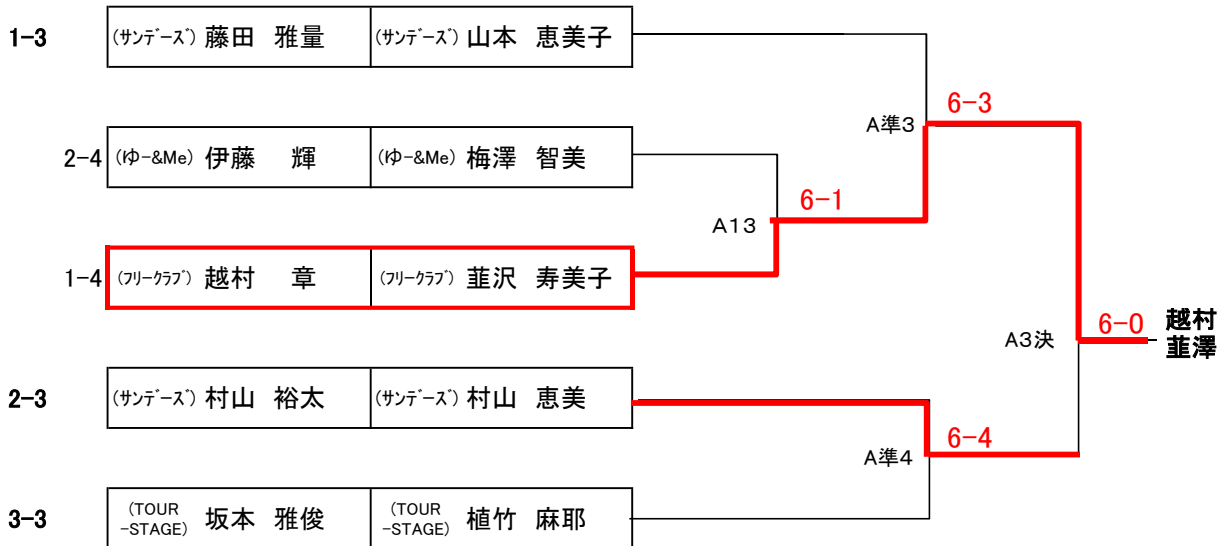 1-3 (サンデーズ) 藤田 雅量 (サンデーズ) 山本 恵美子
6-3
A準3
2-4 (ゆ-&Me) 伊藤 輝 (ゆ-&Me) 梅澤 智美
6-1
A13
1-4 (フリークラブ) 越村 章 (フリークラブ) 韮沢 寿美子
6-0 越村
A3決 韮澤
2-3 (サンデーズ) 村山 裕太 (サンデーズ) 村山 恵美
6-4
A準4
3-3 (TOUR
-STAGE) 坂本 雅俊 (TOUR
-STAGE) 植竹 麻耶